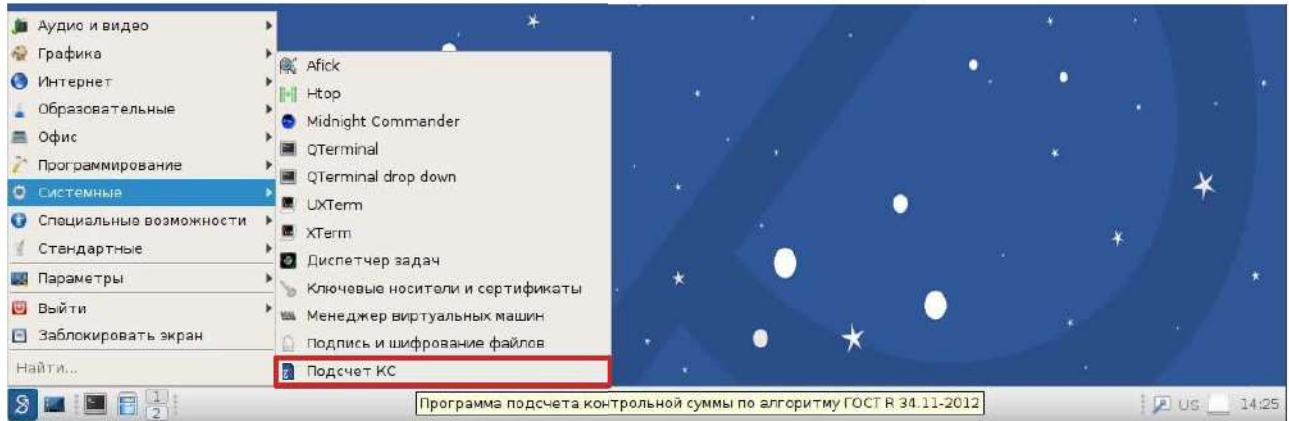 Аудио и видео
Графика
Интернет
Образовательные
Офис
Программирование
Системные
Специальные возможности
Стандартные
Параметры
Выйти
Заблокировать экран
Найти...
Afick
Htop
Midnight Commander
QTerminal
QTerminal drop down
UXTerm
XTerm
Диспетчер задач
Ключевые носители и сертификаты
Менеджер виртуальных машин
Подпись и шифрование файлов
Подсчет КС
Программа подсчета контрольной суммы по алгоритму ГОСТ R 34.11-2012
1
2
US 14:25